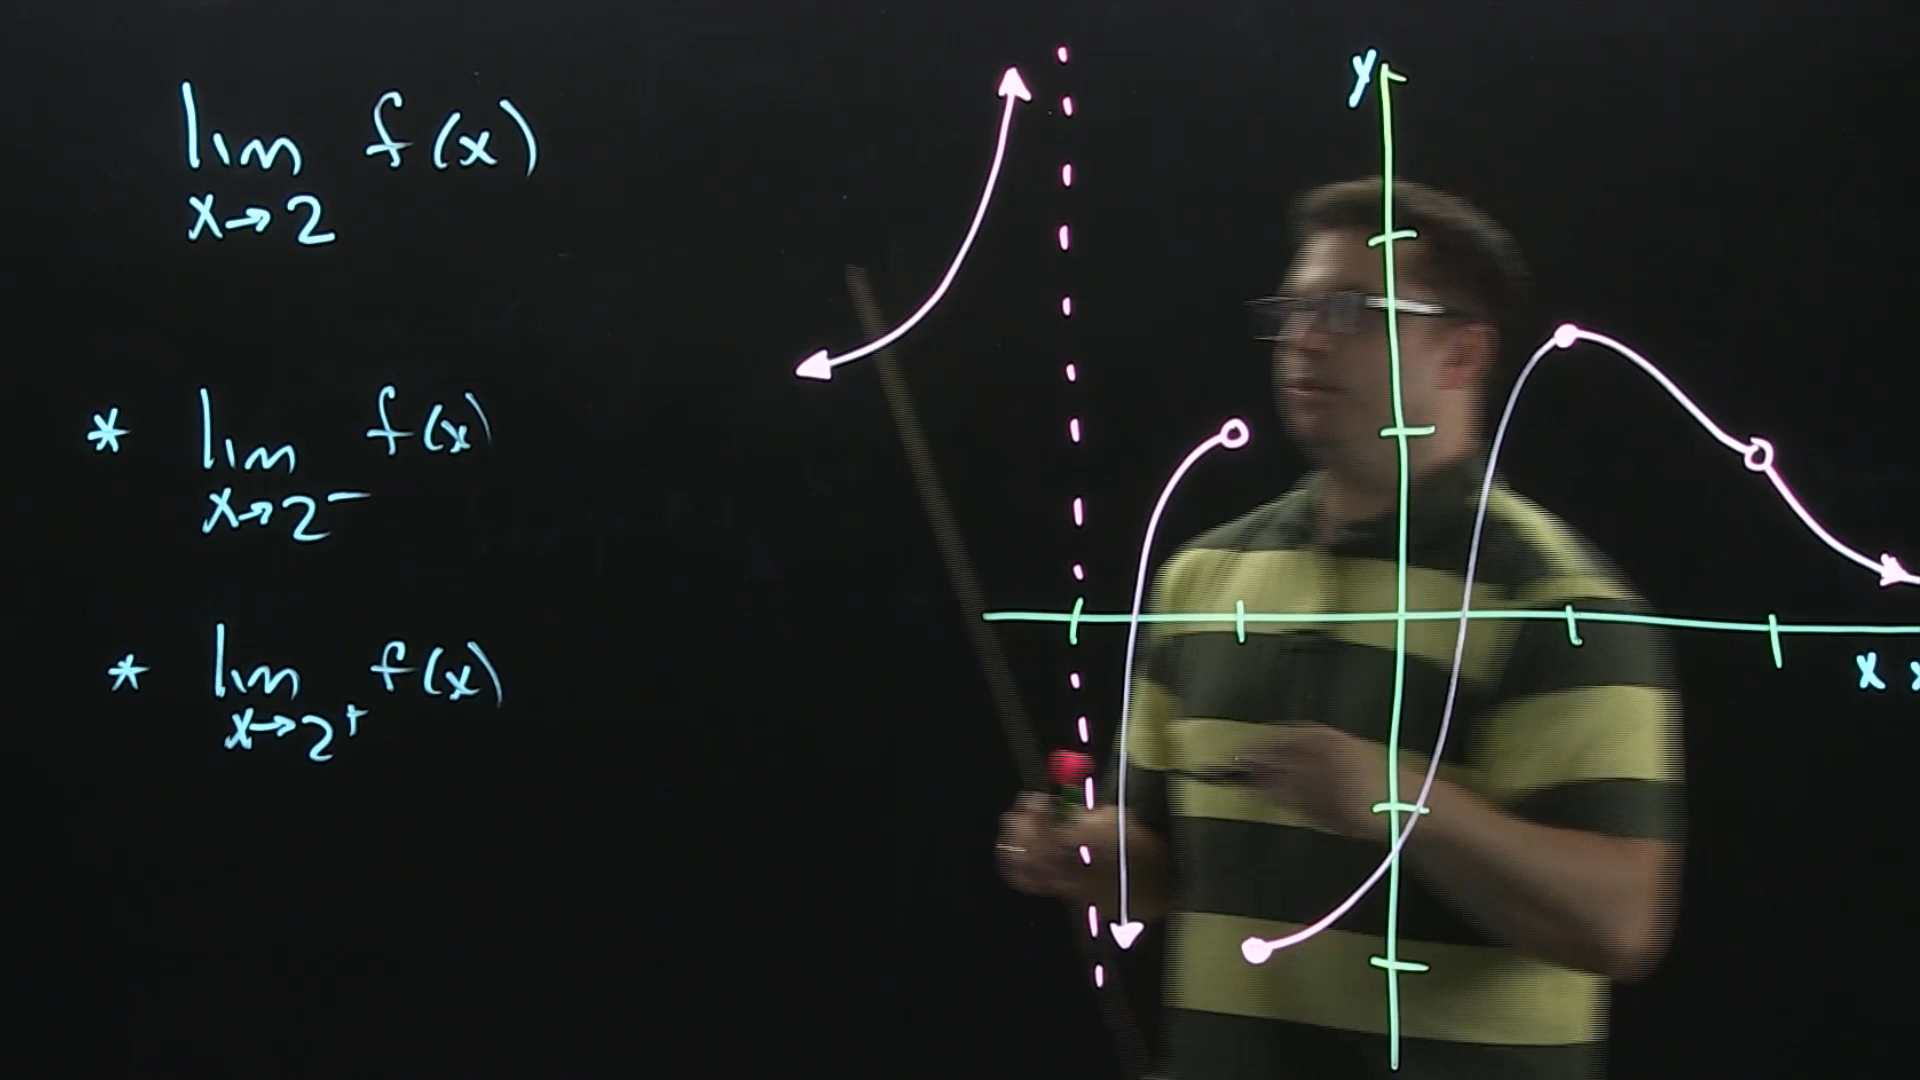 lim f(x)
x→2
* lim f(x)
x→2⁻
* lim f(x)
x→2⁺
y
x